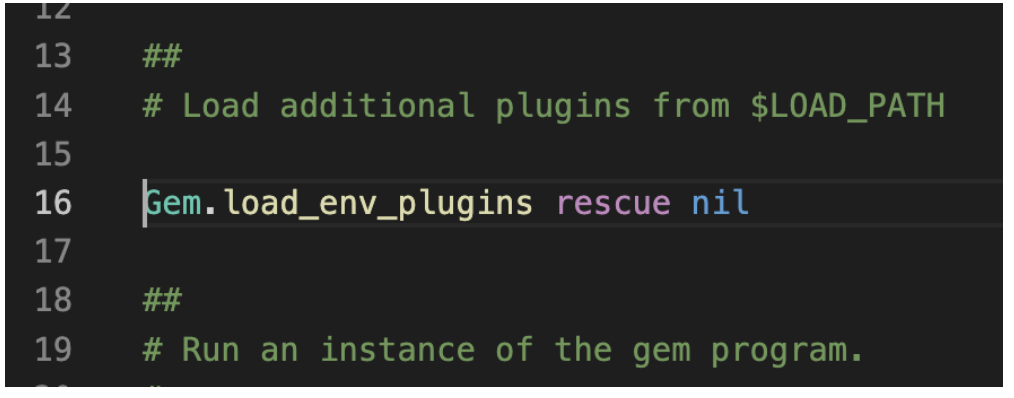 12
13 ##
14 # Load additional plugins from $LOAD_PATH
15
16 Gem.load_env_plugins rescue nil
17
18 ##
19 # Run an instance of the gem program.